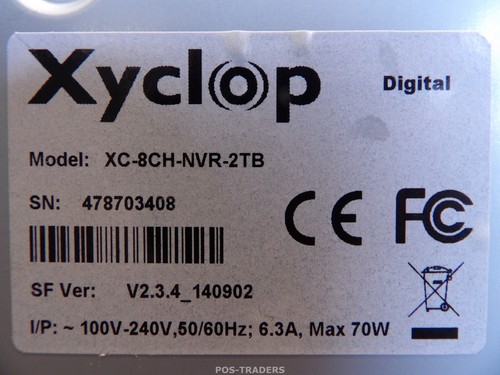 Xyclop Digital
Model: XC-8CH-NVR-2TB
SN: 478703408
CE FC
SF Ver: V2.3.4_140902
I/P: ~ 100V-240V,50/60Hz; 6.3A, Max 70W
POS-TRADERS